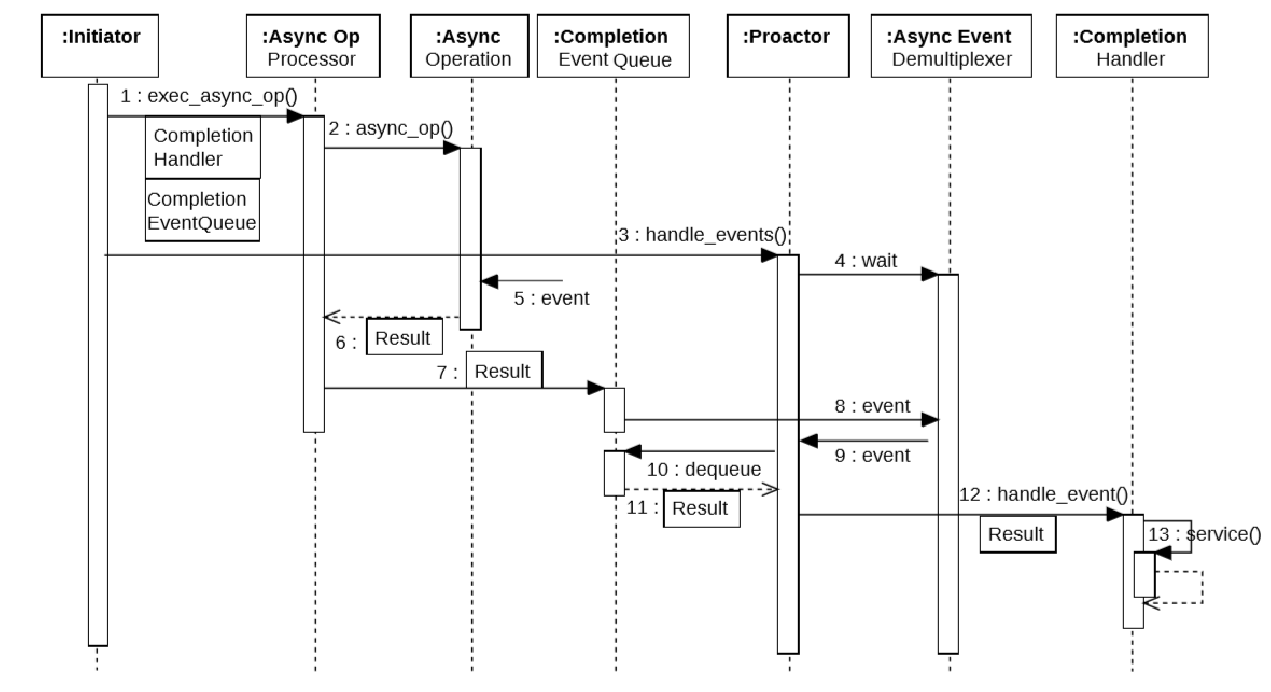 :Initiator
:Async Op
Processor
:Async
Operation
:Completion
Event Queue
:Proactor
:Async Event
Demultiplexer
:Completion
Handler
1 : exec_async_op()
Completion
Handler
Completion
EventQueue
2 : async_op()
3 : handle_events()
4 : wait
5 : event
6 : Result
7 : Result
8 : event
9 : event
10 : dequeue
11 : Result
12 : handle_event()
Result
13 : service()